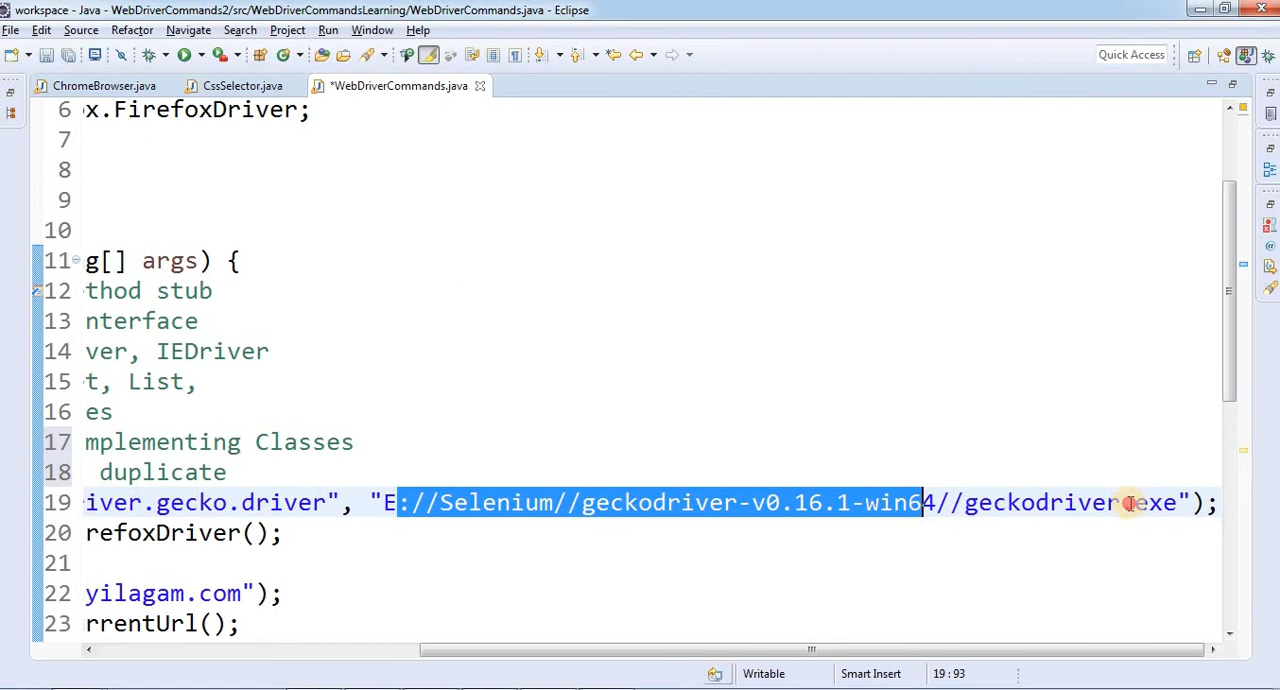 workspace - Java - WebDriverCommands2/src/WebDriverCommandsLearning/WebDriverCommands.java - Eclipse
File Edit Source Refactor Navigate Search Project Run Window Help
Quick Access
ChromeBrowser.java CssSelector.java *WebDriverCommands.java
6 x.FirefoxDriver;
7
8
9
10
11 g[] args) {
12 thod stub
13 nterface
14 ver, IEDriver
15 t, List,
16 es
17 mplementing Classes
18 duplicate
19 river.gecko.driver", "E://Selenium//geckodriver-v0.16.1-win64//geckodriver.exe");
20 refoxDriver();
21
22 yilagam.com");
23 rrentUrl();
Writable Smart Insert 19 : 93